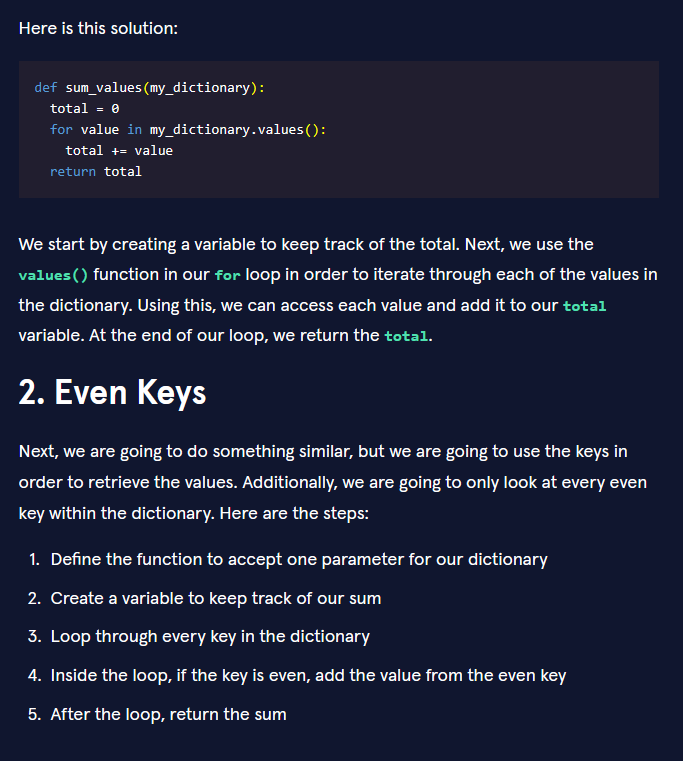 Here is this solution:
def sum_values(my_dictionary):
  total = 0
  for value in my_dictionary.values():
    total += value
  return total
We start by creating a variable to keep track of the total. Next, we use the
values() function in our for loop in order to iterate through each of the values in
the dictionary. Using this, we can access each value and add it to our total
variable. At the end of our loop, we return the total.
2. Even Keys
Next, we are going to do something similar, but we are going to use the keys in
order to retrieve the values. Additionally, we are going to only look at every even
key within the dictionary. Here are the steps:
1. Define the function to accept one parameter for our dictionary
2. Create a variable to keep track of our sum
3. Loop through every key in the dictionary
4. Inside the loop, if the key is even, add the value from the even key
5. After the loop, return the sum